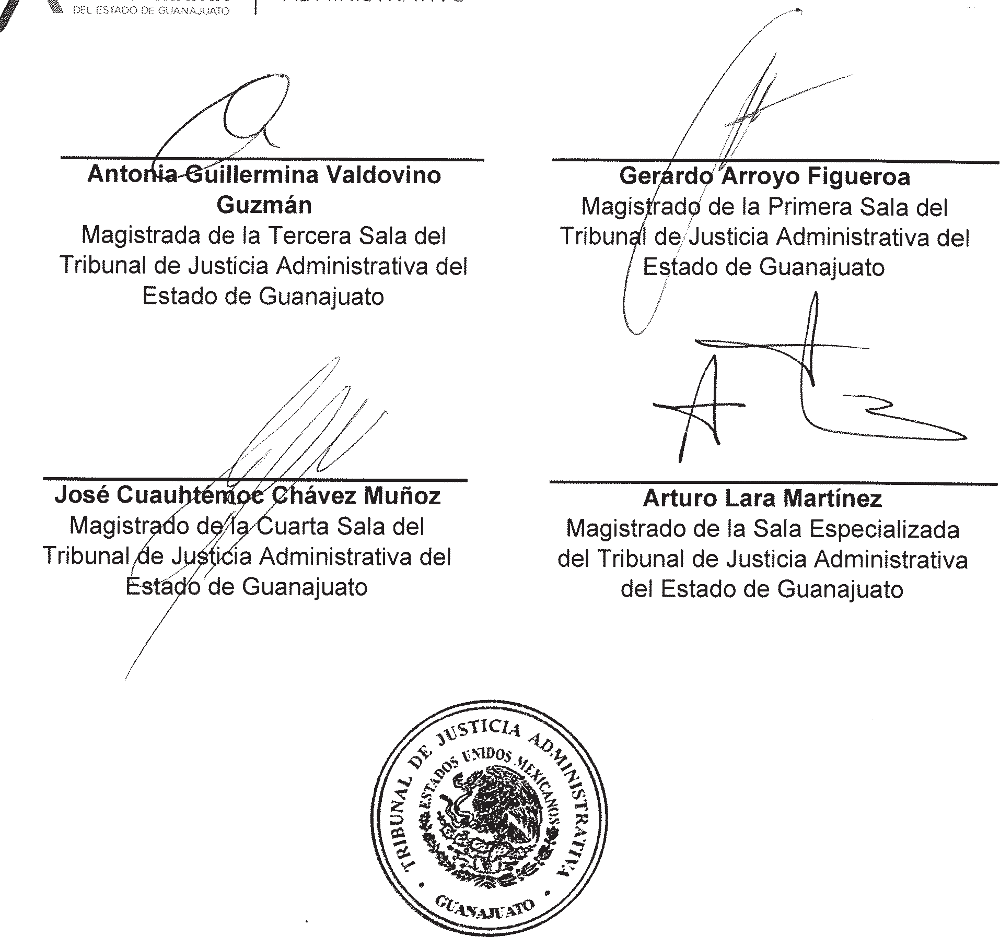 DEL ESTADO DE GUANAJUATO
Antonia Guillermina Valdovino
Guzmán
Magistrada de la Tercera Sala del
Tribunal de Justicia Administrativa del
Estado de Guanajuato
Gerardo Arroyo Figueroa
Magistrado de la Primera Sala del
Tribunal de Justicia Administrativa del
Estado de Guanajuato
José Cuauhtémoc Chávez Muñoz
Magistrado de la Cuarta Sala del
Tribunal de Justicia Administrativa del
Estado de Guanajuato
Arturo Lara Martínez
Magistrado de la Sala Especializada
del Tribunal de Justicia Administrativa
del Estado de Guanajuato
TRIBUNAL DE JUSTICIA ADMINISTRATIVA
ESTADOS UNIDOS MEXICANOS
GUANAJUATO